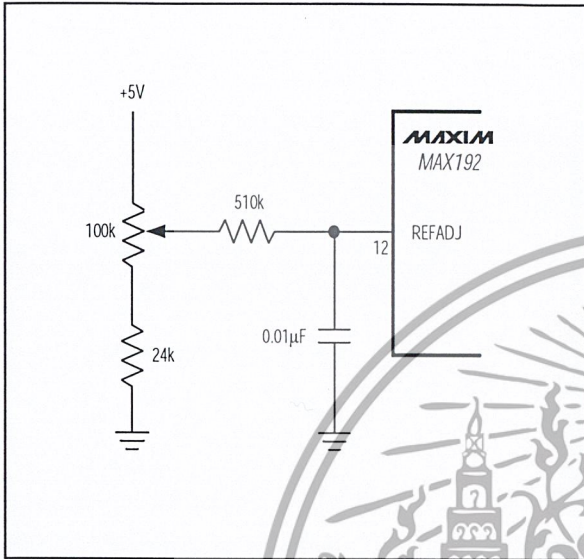 +5V
MAXIM
MAX192
510k
100k
12
REFADJ
0.01µF
24k